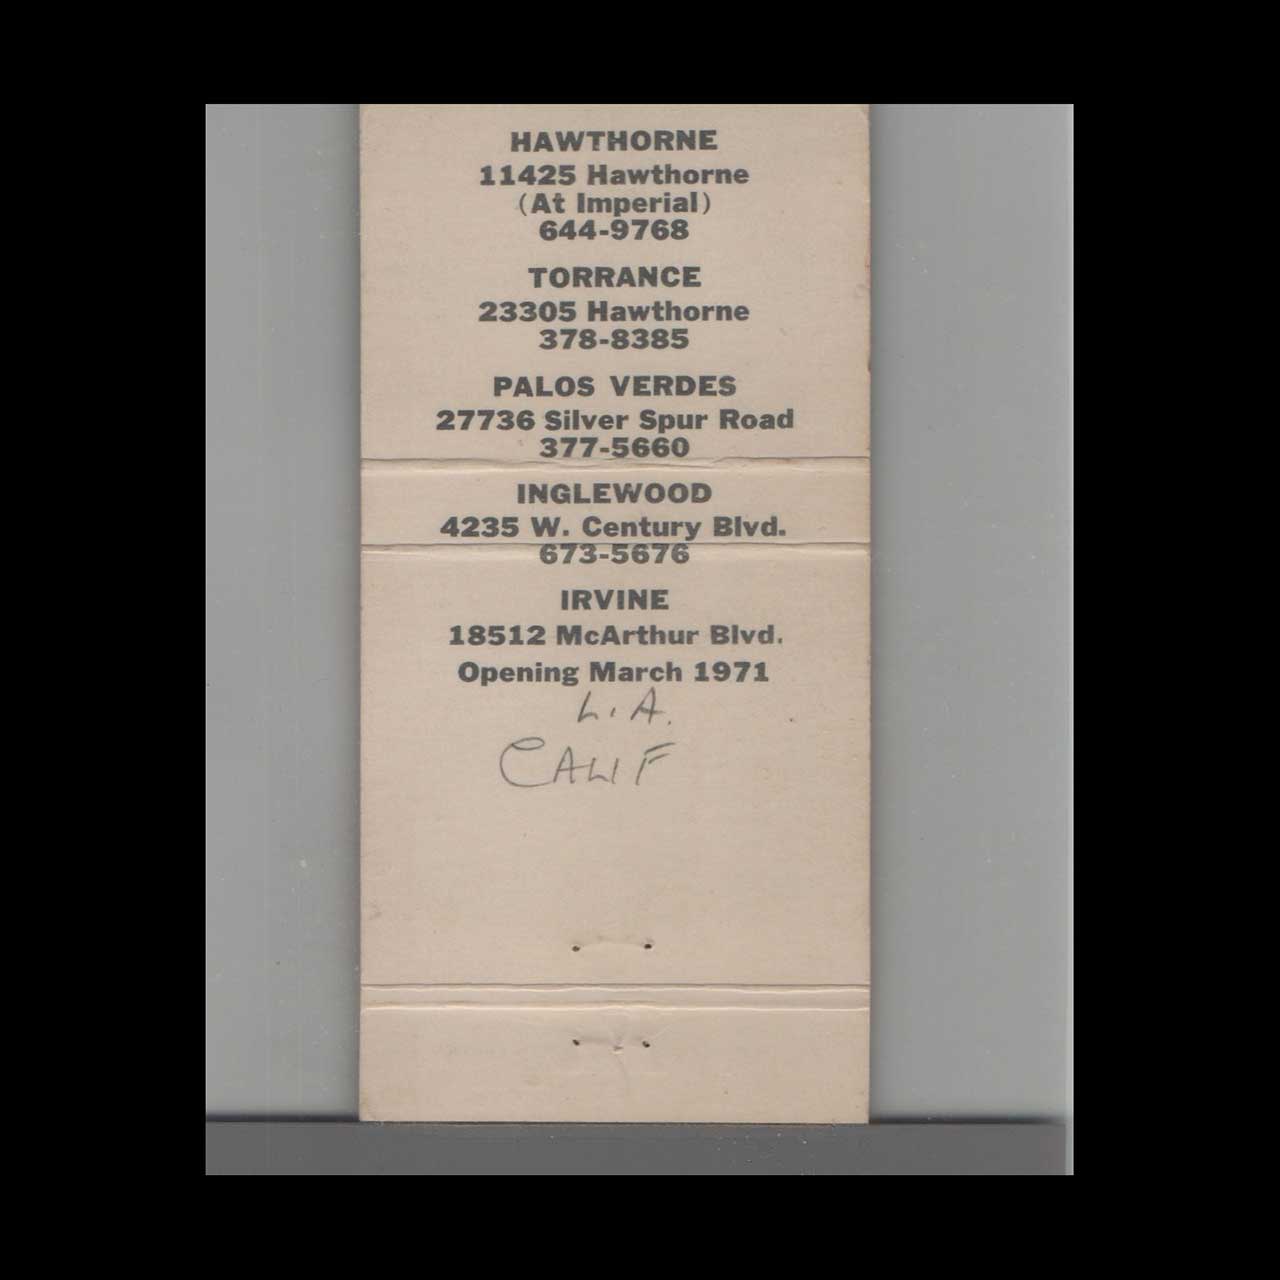 HAWTHORNE
11425 Hawthorne
(At Imperial)
644-9768
TORRANCE
23305 Hawthorne
378-8385
PALOS VERDES
27736 Silver Spur Road
377-5660
INGLEWOOD
4235 W. Century Blvd.
673-5676
IRVINE
18512 McArthur Blvd.
Opening March 1971
L.A.
CALIF